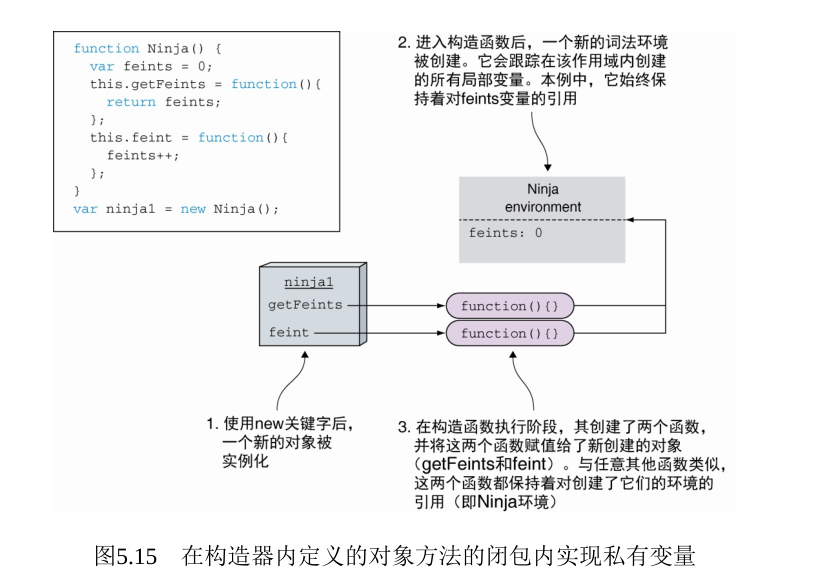 function Ninja() {
var feints = 0;
this.getFeints = function(){
return feints;
};
this.feint = function(){
feints++;
};
}
var ninja1 = new Ninja();
2. 进入构造函数后，一个新的词法环境
被创建。它会跟踪在该作用域内创建
的所有局部变量。本例中，它始终保
持着对feints变量的引用
Ninja
environment
feints: 0
ninja1
getFeints
feint
function(){}
function(){}
1. 使用new关键字后，
一个新的对象被
实例化
3. 在构造函数执行阶段，其创建了两个函数，
并将这两个函数赋值给了新创建的对象
（getFeints和feint）。与任意其他函数类似，
这两个函数都保持着对创建了它们的环境的
引用（即Ninja环境）
图5.15 在构造器内定义的对象方法的闭包内实现私有变量